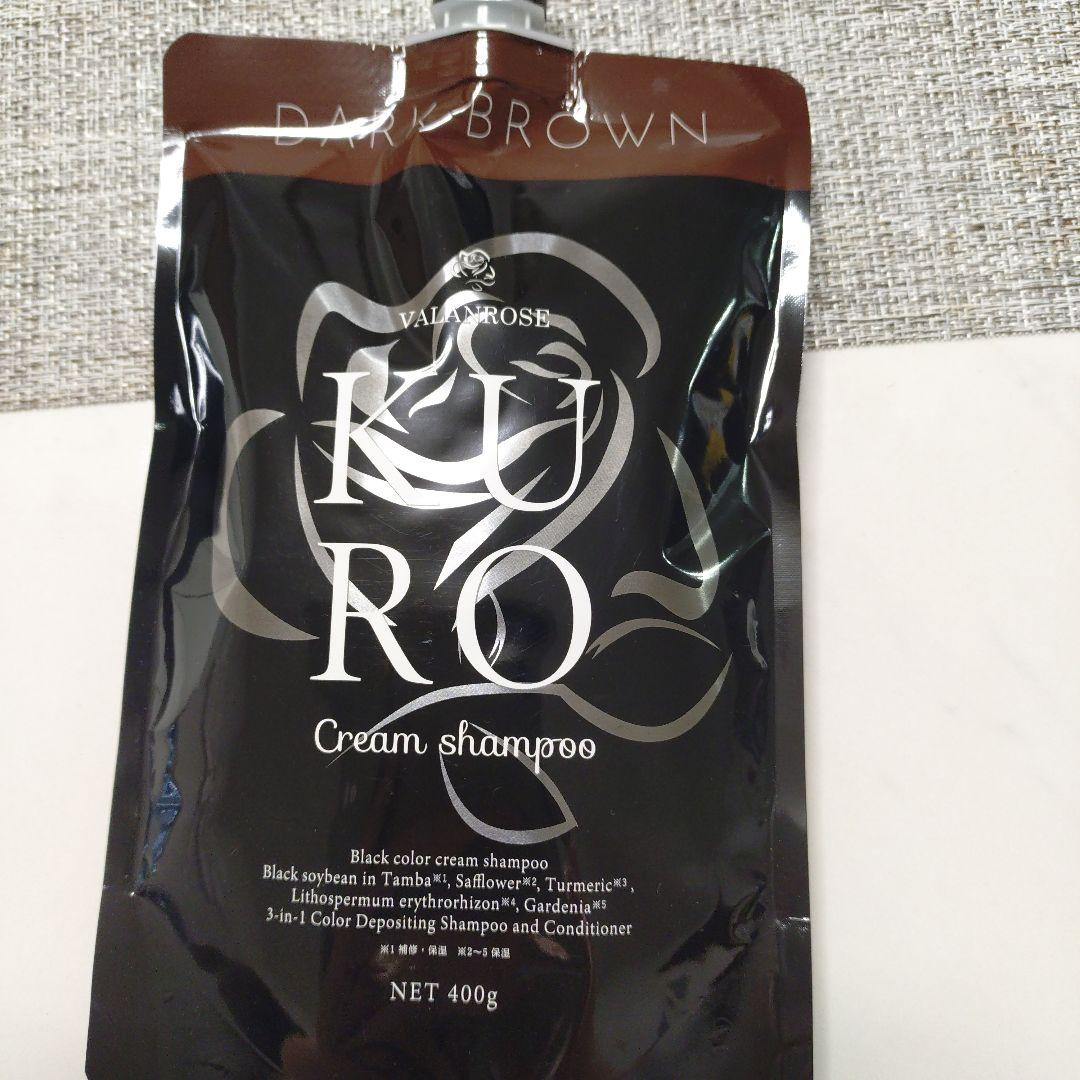 DARK BROWN
VALANROSE
KU
RO
Cream shampoo
Black color cream shampoo
Black soybean in Tamba※1, Safflower※2, Turmeric※3,
Lithospermum erythrorhizon※4, Gardenia※5
3-in-1 Color Depositing Shampoo and Conditioner
※1 補修・保湿 ※2～5 保湿
NET 400g